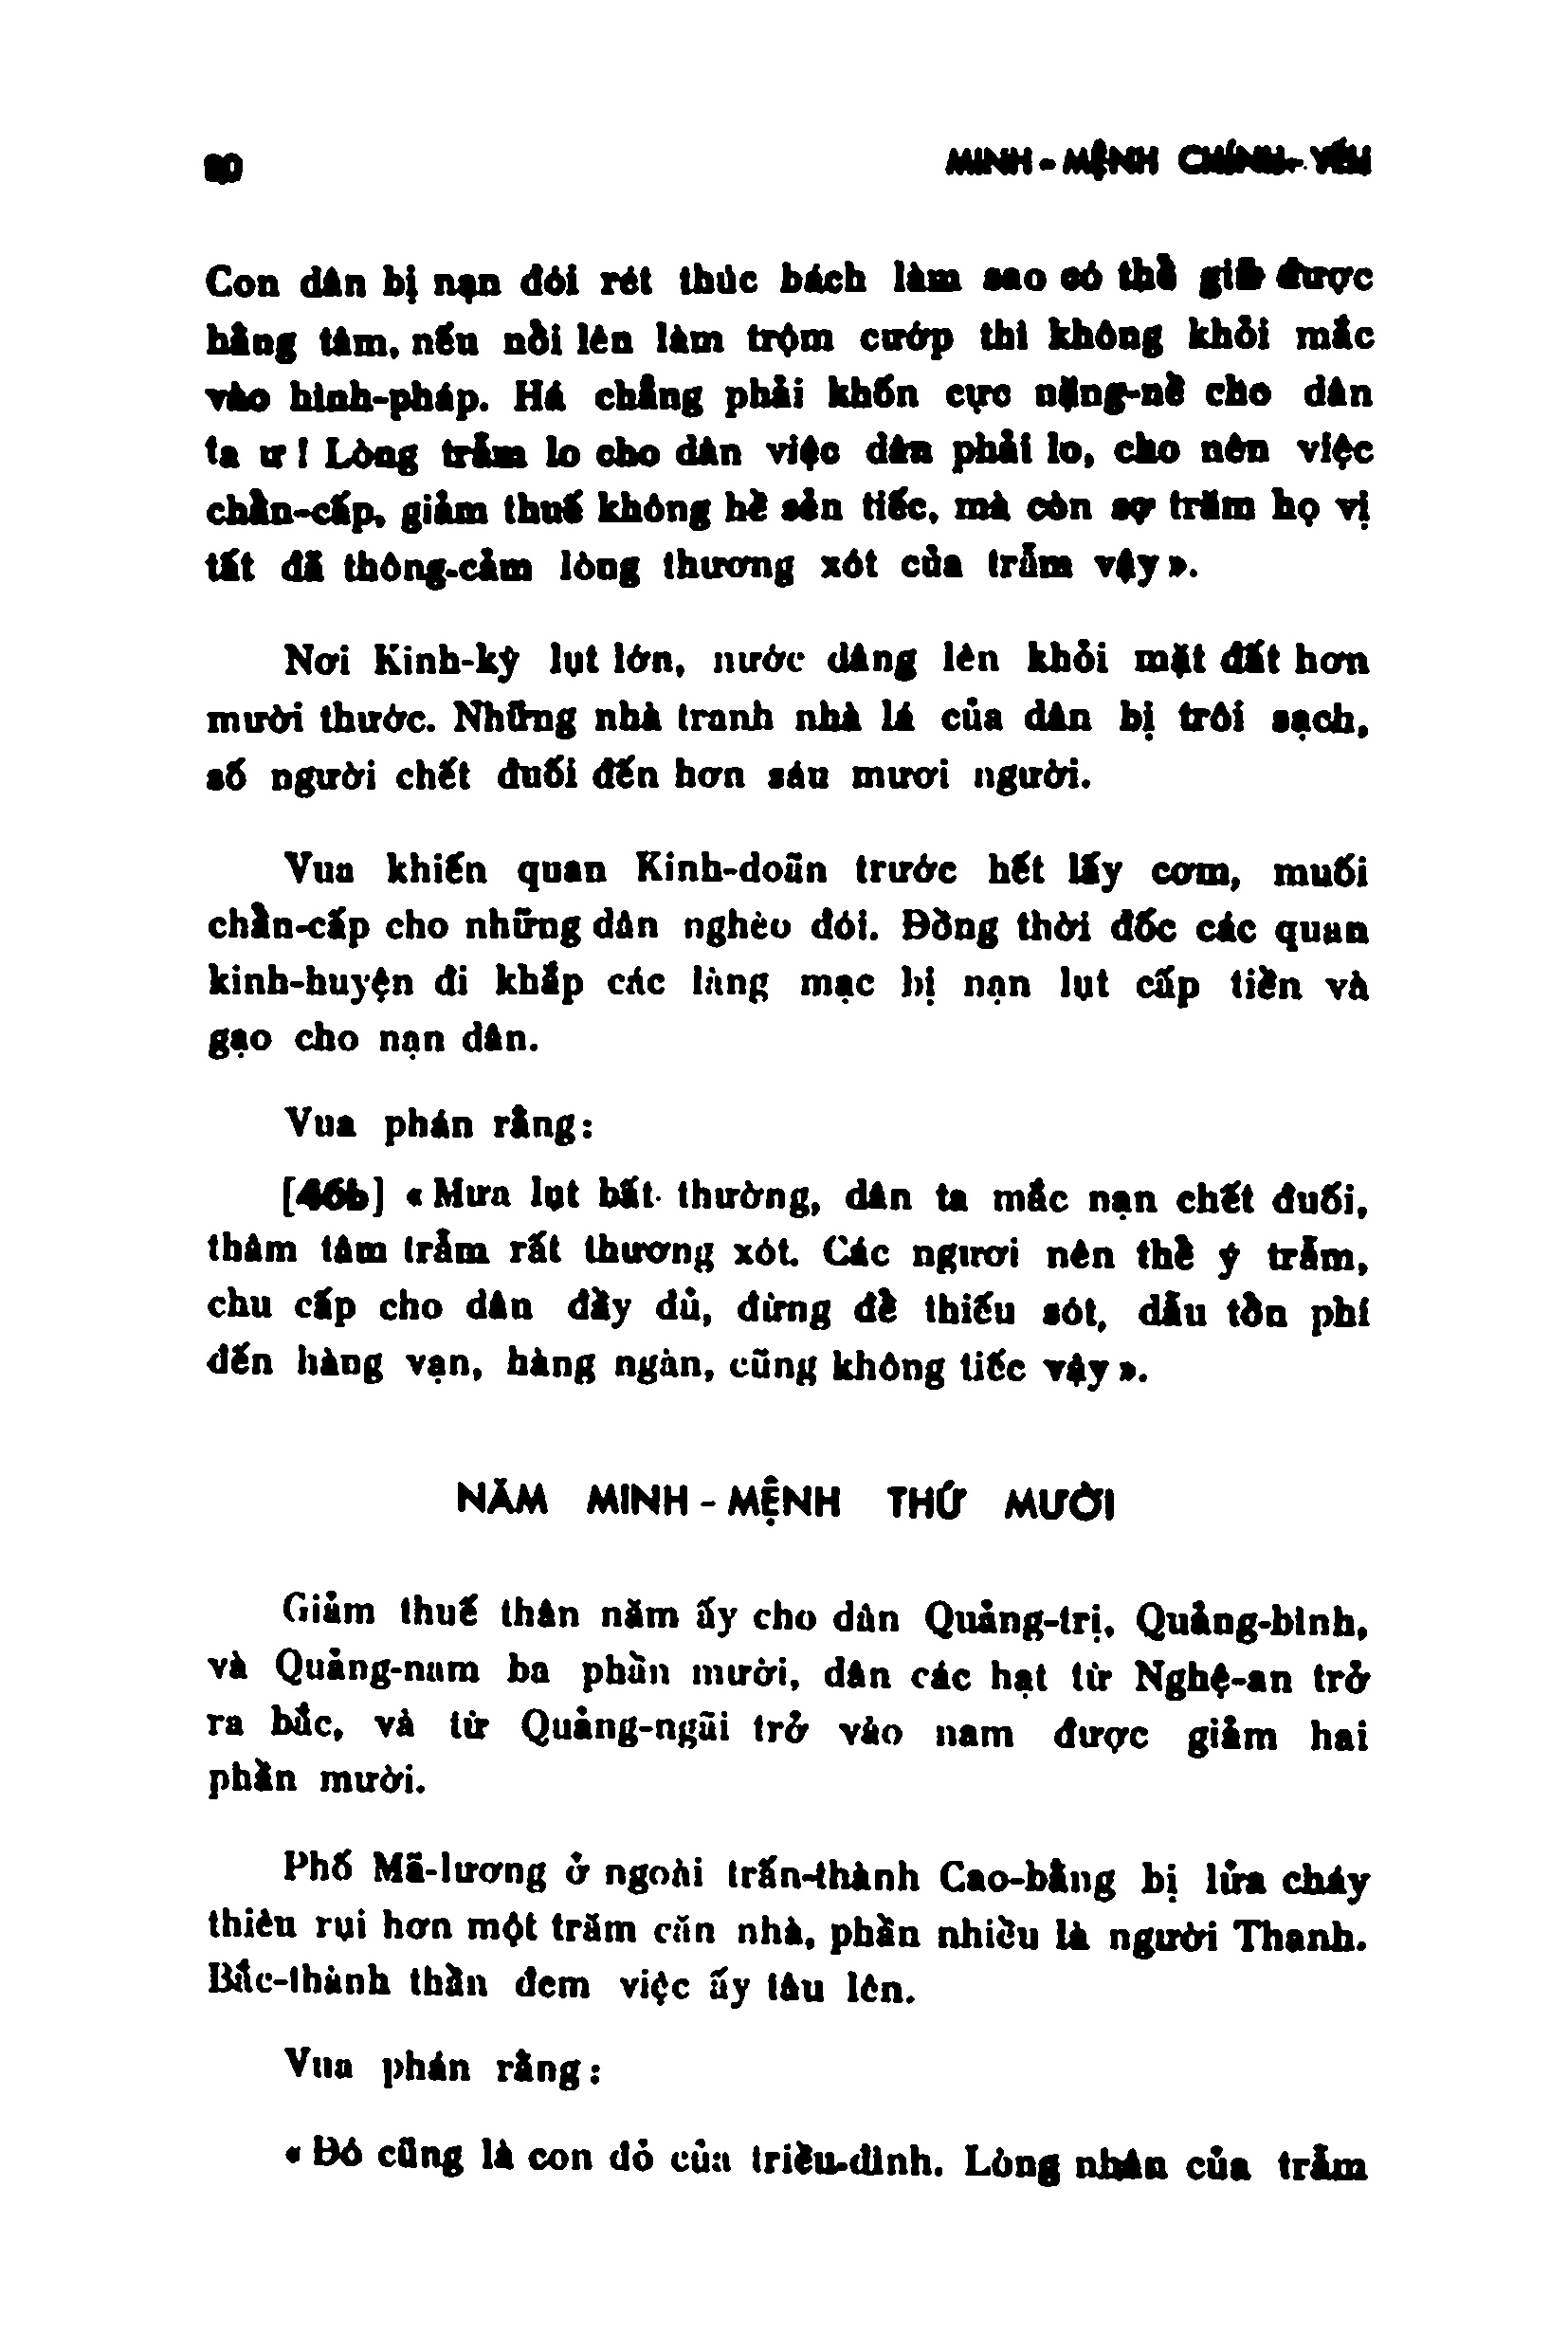 MINH - MỆNH CHÍNH - YẾU
Con dân bị nạn đói rét thúc bách làm sao có thể giữ được
hằng tâm, nếu nổi lên làm trộm cướp thì không khỏi mắc
vào hình-pháp. Há chẳng phải khốn cực nặng-nề cho dân
ta ư ! Lòng trẫm lo cho dân việc dân phải lo, cho nên việc
chẩn-cấp, giảm thuế không hề sẻn tiếc, mà còn sợ trăm họ vị
tất đã thông-cảm lòng thương xót của trẫm vậy ».
Nơi Kinh-kỳ lụt lớn, nước dâng lên khỏi mặt đất hơn
mười thước. Những nhà tranh nhà lá của dân bị trôi sạch,
số người chết đuối đến hơn sáu mươi người.
Vua khiến quan Kinh-doãn trước hết lấy cơm, muối
chẩn-cấp cho những dân nghèo đói. Đồng thời đốc các quan
kinh-huyện đi khắp các làng mạc bị nạn lụt cấp tiền và
gạo cho nạn dân.
Vua phán rằng :
[46b] « Mưa lụt bất thường, dân ta mắc nạn chết đuối,
thâm tâm trẫm rất thương xót. Các ngươi nên thể ý trẫm,
chu cấp cho dân đầy đủ, đừng để thiếu sót, dẫu tổn phí
đến hàng vạn, hàng ngàn, cũng không tiếc vậy ».
NĂM MINH - MỆNH THỨ MƯỜI
Giảm thuế thân năm ấy cho dân Quảng-trị, Quảng-bình,
và Quảng-nam ba phần mười, dân các hạt từ Nghệ-an trở
ra bắc, và từ Quảng-ngãi trở vào nam được giảm hai
phần mười.
Phố Mã-lương ở ngoài trấn-thành Cao-bằng bị lửa cháy
thiêu rụi hơn một trăm căn nhà, phần nhiều là người Thanh.
Bắc-thành thần đem việc ấy tâu lên.
Vua phán rằng :
« Đó cũng là con đỏ của triều-đình. Lòng nhân của trẫm